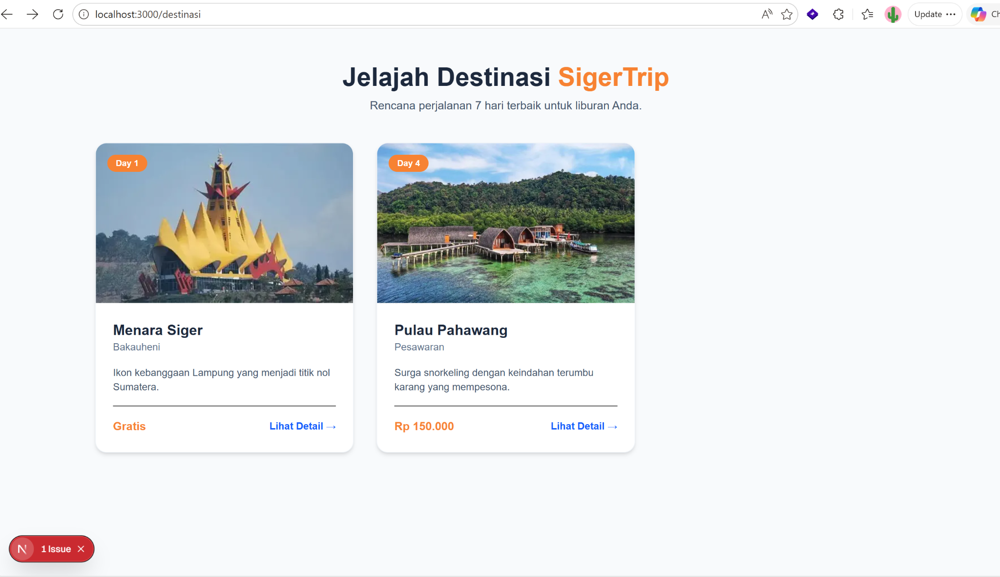 localhost:3000/destinasi
Update
Jelajah Destinasi SigerTrip
Rencana perjalanan 7 hari terbaik untuk liburan Anda.
Day 1
Menara Siger
Bakauheni
Ikon kebanggaan Lampung yang menjadi titik nol
Sumatera.
Gratis
Lihat Detail →
Day 4
Pulau Pahawang
Pesawaran
Surga snorkeling dengan keindahan terumbu
karang yang mempesona.
Rp 150.000
Lihat Detail →
N
1 Issue